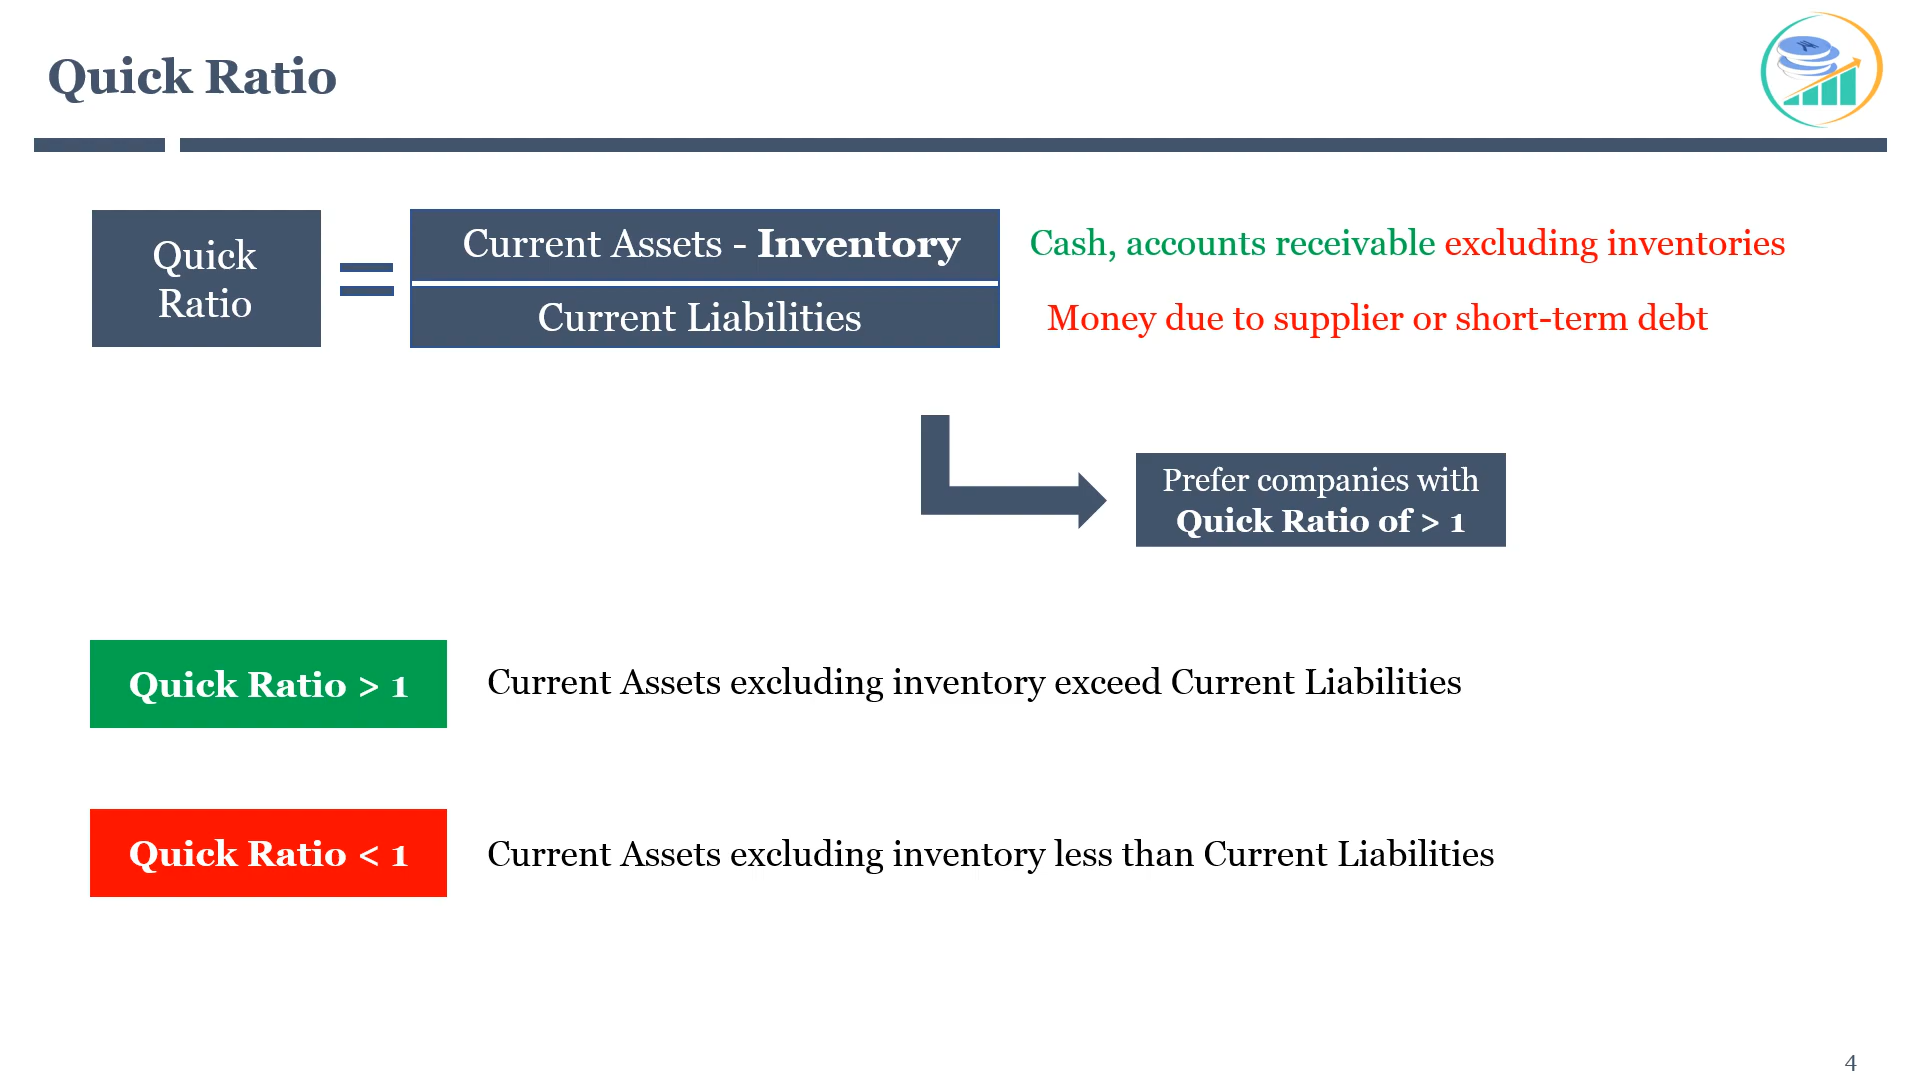 Quick Ratio
Quick
Ratio
Current Assets - Inventory
Current Liabilities
Cash, accounts receivable excluding inventories
Money due to supplier or short-term debt
Prefer companies with
Quick Ratio of > 1
Quick Ratio > 1
Current Assets excluding inventory exceed Current Liabilities
Quick Ratio < 1
Current Assets excluding inventory less than Current Liabilities
4